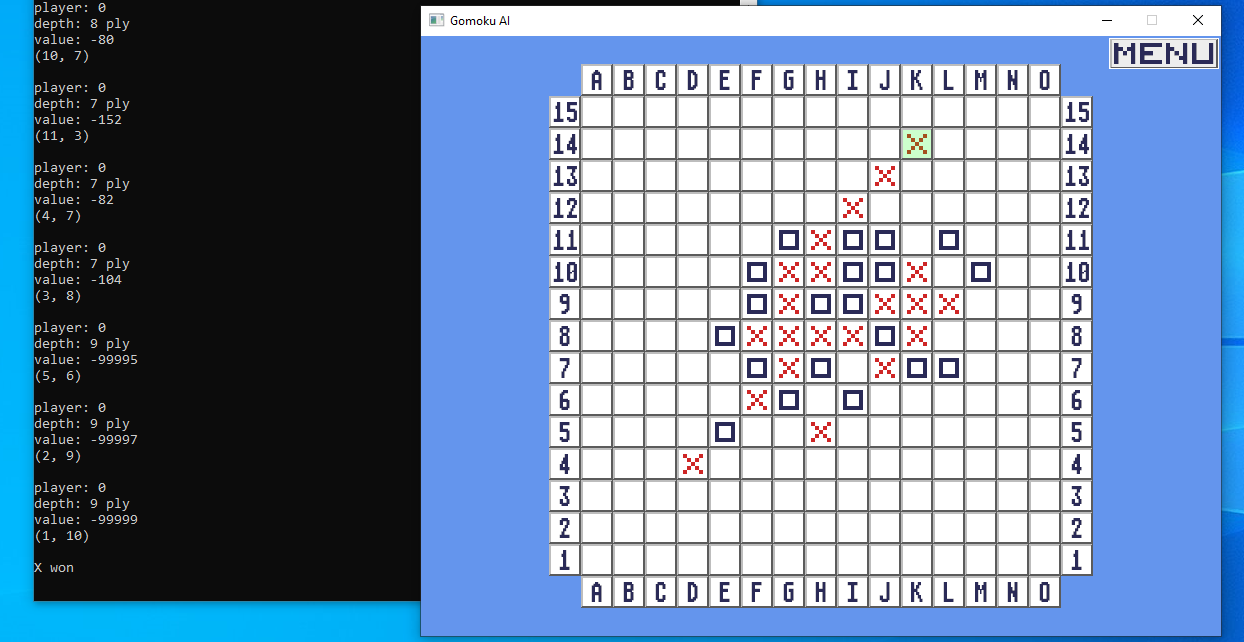 player: 0
depth: 8 ply
value: -80
(10, 7)
player: 0
depth: 7 ply
value: -152
(11, 3)
player: 0
depth: 7 ply
value: -82
(4, 7)
player: 0
depth: 7 ply
value: -104
(3, 8)
player: 0
depth: 9 ply
value: -99995
(5, 6)
player: 0
depth: 9 ply
value: -99997
(2, 9)
player: 0
depth: 9 ply
value: -99999
(1, 10)
X won
Gomoku AI
MENU
A B C D E F G H I J K L M N O
15 15
14 14
13 13
12 12
11 11
10 10
9 9
8 8
7 7
6 6
5 5
4 4
3 3
2 2
1 1
A B C D E F G H I J K L M N O